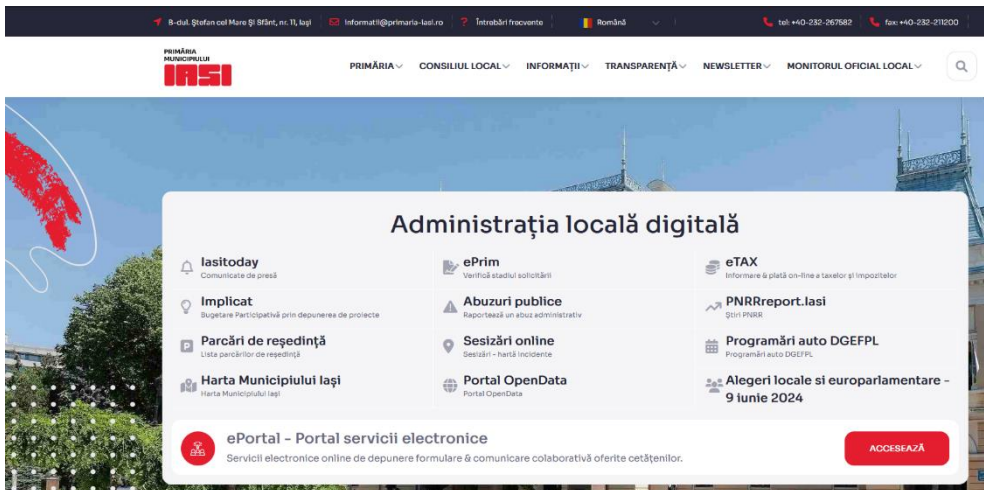 B-dul. Ștefan cel Mare Și Sfânt, nr. 11, Iași informatii@primaria-iasi.ro ? Întrebări frecvente Română tel: +40-232-267582 fax: +40-232-211200
PRIMĂRIA
MUNICIPIULUI
IASI
PRIMĂRIA CONSILIUL LOCAL INFORMAȚII TRANSPARENȚĂ NEWSLETTER MONITORUL OFICIAL LOCAL
Administrația locală digitală
Iasitoday
Comunicate de presă
ePrim
Verifică stadiul solicitării
eTAX
Informare & plată on-line a taxelor și impozitelor
Implicat
Bugetare Participativă prin depunerea de proiecte
Abuzuri publice
Reportează un abuz administrativ
PNRRreport.Iasi
Știri PNRR
P
Parcări de reședință
Lista parcărilor de reședință
Sesizări online
Sesizări - hartă incidente
Programări auto DGEFPL
Programări auto DGEFPL
Harta Municipiului Iași
Harta Municipiului Iași
Portal OpenData
Portal OpenData
Alegeri locale si europarlamentare -
9 iunie 2024
ePortal - Portal servicii electronice
Servicii electronice online de depunere formulare & comunicare colaborativă oferite cetățenilor.
ACCESEAZĂ